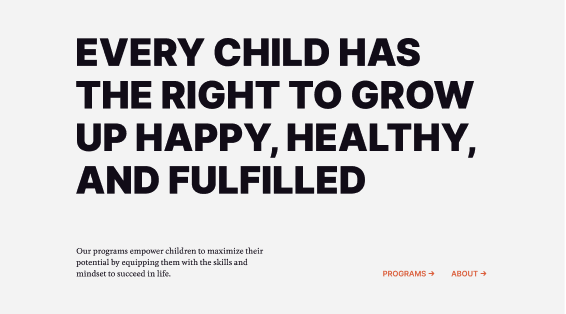 EVERY CHILD HAS
THE RIGHT TO GROW
UP HAPPY, HEALTHY,
AND FULFILLED
Our programs empower children to maximize their
potential by equipping them with the skills and
mindset to succeed in life.
PROGRAMS → ABOUT →